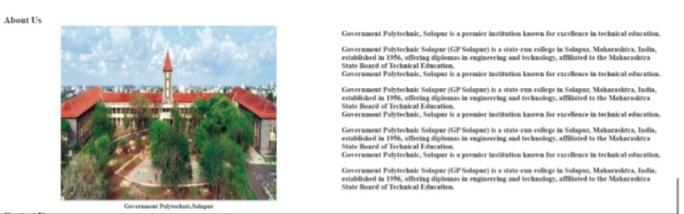 About Us
Government Polytechnic,Solapur
Government Polytechnic, Solapur is a premier institution known for excellence in technical education.
Government Polytechnic Solapur (GP Solapur) is a state-run college in Solapur, Maharashtra, India,
established in 1956, offering diplomas in engineering and technology, affiliated to the Maharashtra
State Board of Technical Education.
Government Polytechnic, Solapur is a premier institution known for excellence in technical education.
Government Polytechnic Solapur (GP Solapur) is a state-run college in Solapur, Maharashtra, India,
established in 1956, offering diplomas in engineering and technology, affiliated to the Maharashtra
State Board of Technical Education.
Government Polytechnic, Solapur is a premier institution known for excellence in technical education.
Government Polytechnic Solapur (GP Solapur) is a state-run college in Solapur, Maharashtra, India,
established in 1956, offering diplomas in engineering and technology, affiliated to the Maharashtra
State Board of Technical Education.
Government Polytechnic, Solapur is a premier institution known for excellence in technical education.
Government Polytechnic Solapur (GP Solapur) is a state-run college in Solapur, Maharashtra, India,
established in 1956, offering diplomas in engineering and technology, affiliated to the Maharashtra
State Board of Technical Education.